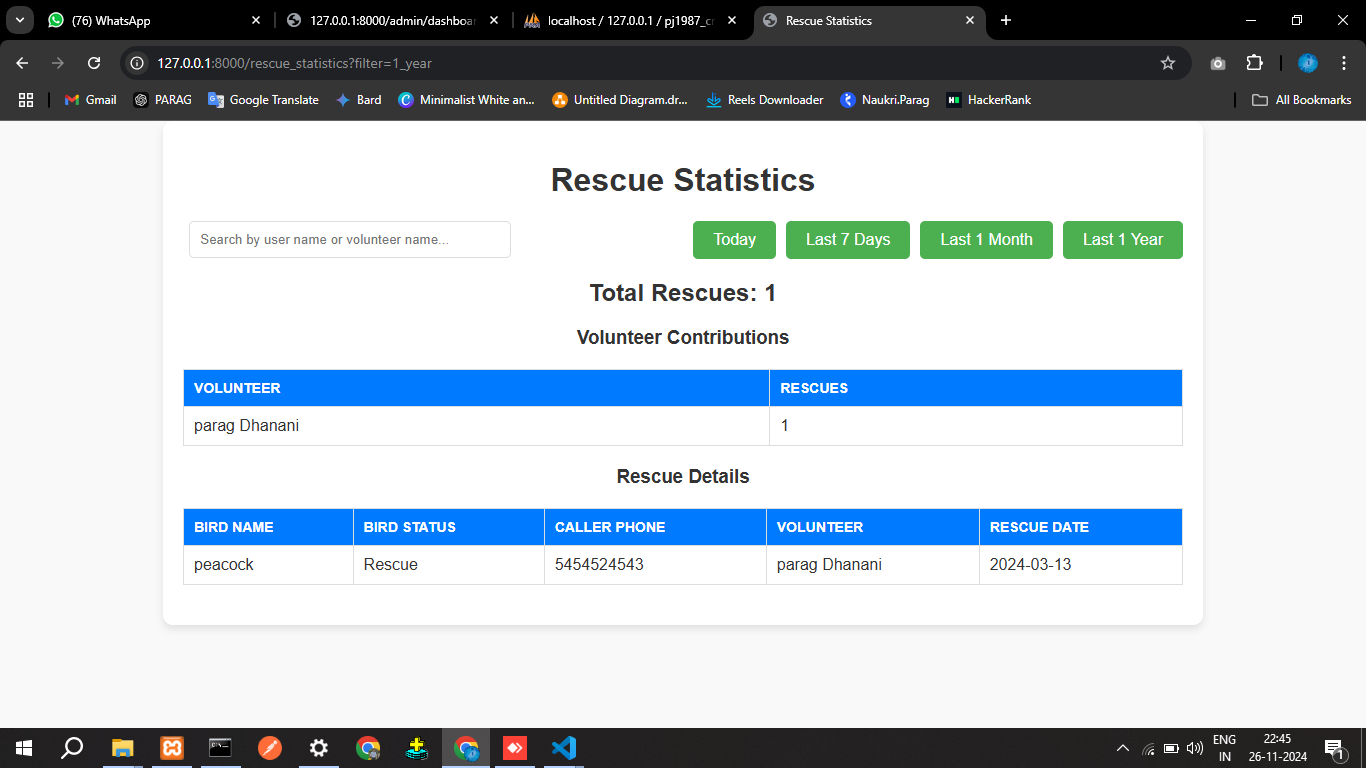 (76) WhatsApp
127.0.0.1:8000/admin/dashboa
localhost / 127.0.0.1 / pj1987_c
Rescue Statistics
127.0.0.1:8000/rescue_statistics?filter=1_year
Gmail
PARAG
Google Translate
Bard
Minimalist White an...
Untitled Diagram.dr...
Reels Downloader
Naukri.Parag
HackerRank
All Bookmarks
Rescue Statistics
Search by user name or volunteer name...
Today
Last 7 Days
Last 1 Month
Last 1 Year
Total Rescues: 1
Volunteer Contributions
VOLUNTEER RESCUES
parag Dhanani 1
Rescue Details
BIRD NAME BIRD STATUS CALLER PHONE VOLUNTEER RESCUE DATE
peacock Rescue 5454524543 parag Dhanani 2024-03-13
ENG
IN
22:45
26-11-2024
1